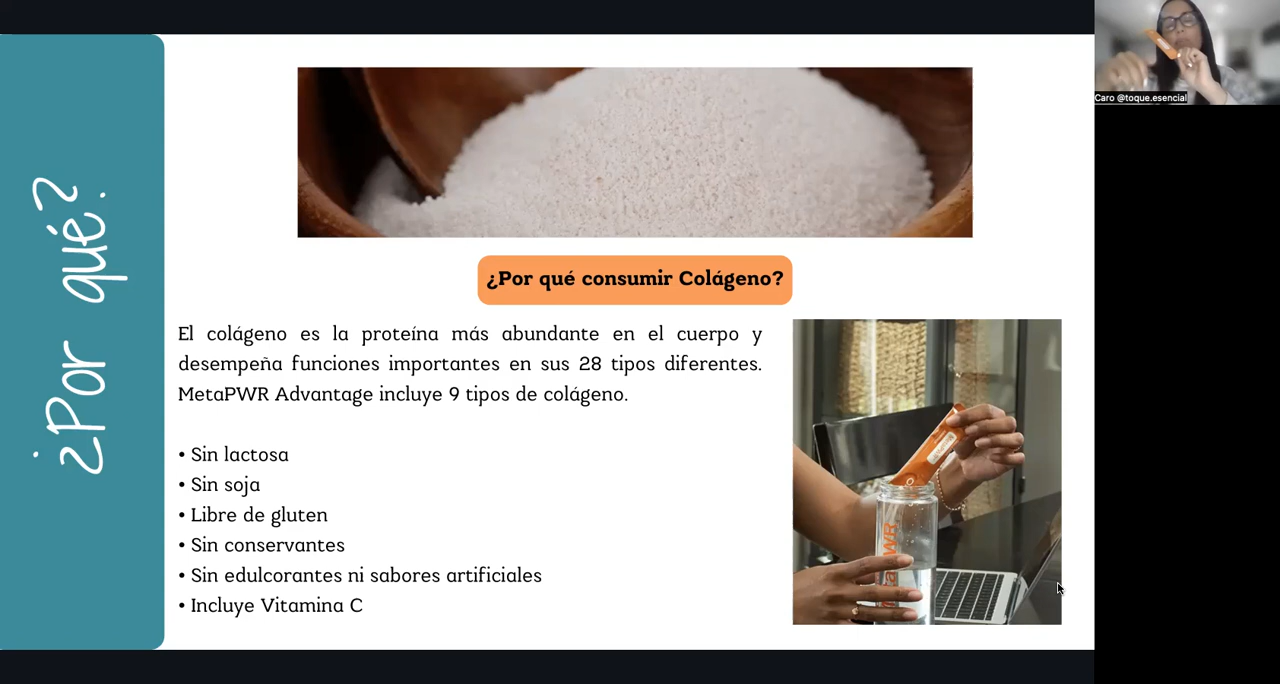 ¿Por qué?
¿Por qué consumir Colágeno?
El colágeno es la proteína más abundante en el cuerpo y
desempeña funciones importantes en sus 28 tipos diferentes.
MetaPWR Advantage incluye 9 tipos de colágeno.
• Sin lactosa
• Sin soja
• Libre de gluten
• Sin conservantes
• Sin edulcorantes ni sabores artificiales
• Incluye Vitamina C
Caro @toque.esencial